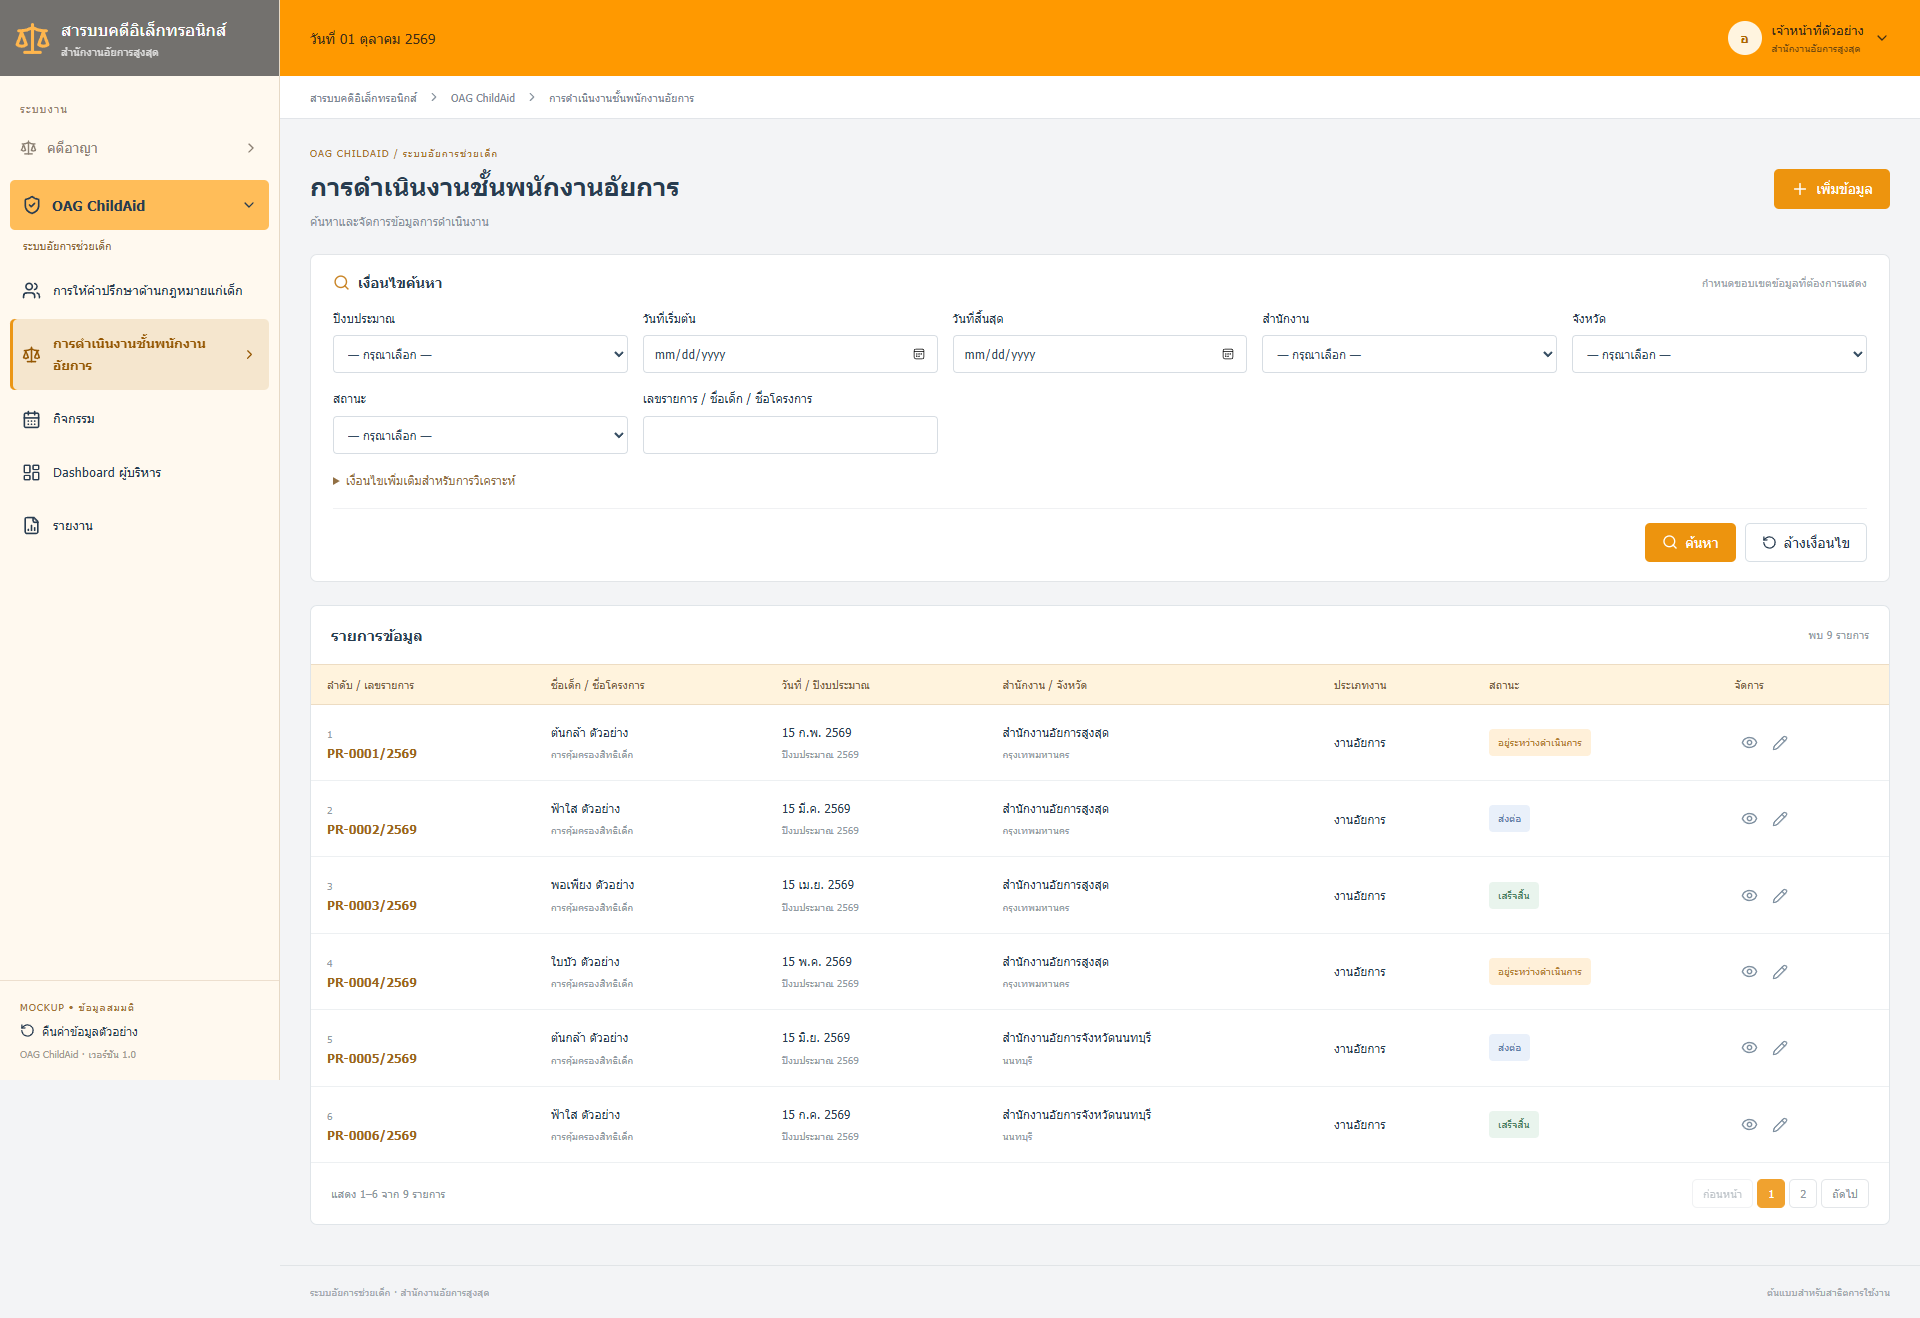 สารบบคดีอิเล็กทรอนิกส์
สำนักงานอัยการสูงสุด
วันที่ 01 ตุลาคม 2569
อ
เจ้าหน้าที่ตัวอย่าง
สำนักงานอัยการสูงสุด
ระบบงาน
คดีอาญา
OAG ChildAid
ระบบอัยการช่วยเด็ก
การให้คำปรึกษาด้านกฎหมายแก่เด็ก
การดำเนินงานชั้นพนักงาน
อัยการ
กิจกรรม
Dashboard ผู้บริหาร
รายงาน
MOCKUP • ข้อมูลสมมติ
คืนค่าข้อมูลตัวอย่าง
OAG ChildAid · เวอร์ชัน 1.0
สารบบคดีอิเล็กทรอนิกส์ > OAG ChildAid > การดำเนินงานชั้นพนักงานอัยการ
OAG CHILDAID / ระบบอัยการช่วยเด็ก
การดำเนินงานชั้นพนักงานอัยการ
ค้นหาและจัดการข้อมูลการดำเนินงาน
เพิ่มข้อมูล
เงื่อนไขค้นหา
กำหนดขอบเขตข้อมูลที่ต้องการแสดง
ปีงบประมาณ วันที่เริ่มต้น วันที่สิ้นสุด สำนักงาน จังหวัด
— กรุณาเลือก — mm/dd/yyyy mm/dd/yyyy — กรุณาเลือก — — กรุณาเลือก —
สถานะ เลขรายการ / ชื่อเด็ก / ชื่อโครงการ
— กรุณาเลือก —
เงื่อนไขเพิ่มเติมสำหรับการวิเคราะห์
ค้นหา ล้างเงื่อนไข
รายการข้อมูล
พบ 9 รายการ
ลำดับ / เลขรายการ ชื่อเด็ก / ชื่อโครงการ วันที่ / ปีงบประมาณ สำนักงาน / จังหวัด ประเภทงาน สถานะ จัดการ
1 ต้นกล้า ตัวอย่าง 15 ก.พ. 2569 สำนักงานอัยการสูงสุด งานอัยการ อยู่ระหว่างดำเนินการ
PR-0001/2569 การคุ้มครองสิทธิเด็ก ปีงบประมาณ 2569 กรุงเทพมหานคร
2 ฟ้าใส ตัวอย่าง 15 มี.ค. 2569 สำนักงานอัยการสูงสุด งานอัยการ ส่งต่อ
PR-0002/2569 การคุ้มครองสิทธิเด็ก ปีงบประมาณ 2569 กรุงเทพมหานคร
3 พอเพียง ตัวอย่าง 15 เม.ย. 2569 สำนักงานอัยการสูงสุด งานอัยการ เสร็จสิ้น
PR-0003/2569 การคุ้มครองสิทธิเด็ก ปีงบประมาณ 2569 กรุงเทพมหานคร
4 ใบบัว ตัวอย่าง 15 พ.ค. 2569 สำนักงานอัยการสูงสุด งานอัยการ อยู่ระหว่างดำเนินการ
PR-0004/2569 การคุ้มครองสิทธิเด็ก ปีงบประมาณ 2569 กรุงเทพมหานคร
5 ต้นกล้า ตัวอย่าง 15 มิ.ย. 2569 สำนักงานอัยการจังหวัดนนทบุรี งานอัยการ ส่งต่อ
PR-0005/2569 การคุ้มครองสิทธิเด็ก ปีงบประมาณ 2569 นนทบุรี
6 ฟ้าใส ตัวอย่าง 15 ก.ค. 2569 สำนักงานอัยการจังหวัดนนทบุรี งานอัยการ เสร็จสิ้น
PR-0006/2569 การคุ้มครองสิทธิเด็ก ปีงบประมาณ 2569 นนทบุรี
แสดง 1–6 จาก 9 รายการ
ก่อนหน้า 1 2 ถัดไป
ระบบอัยการช่วยเด็ก · สำนักงานอัยการสูงสุด
ต้นแบบสำหรับสาธิตการใช้งาน